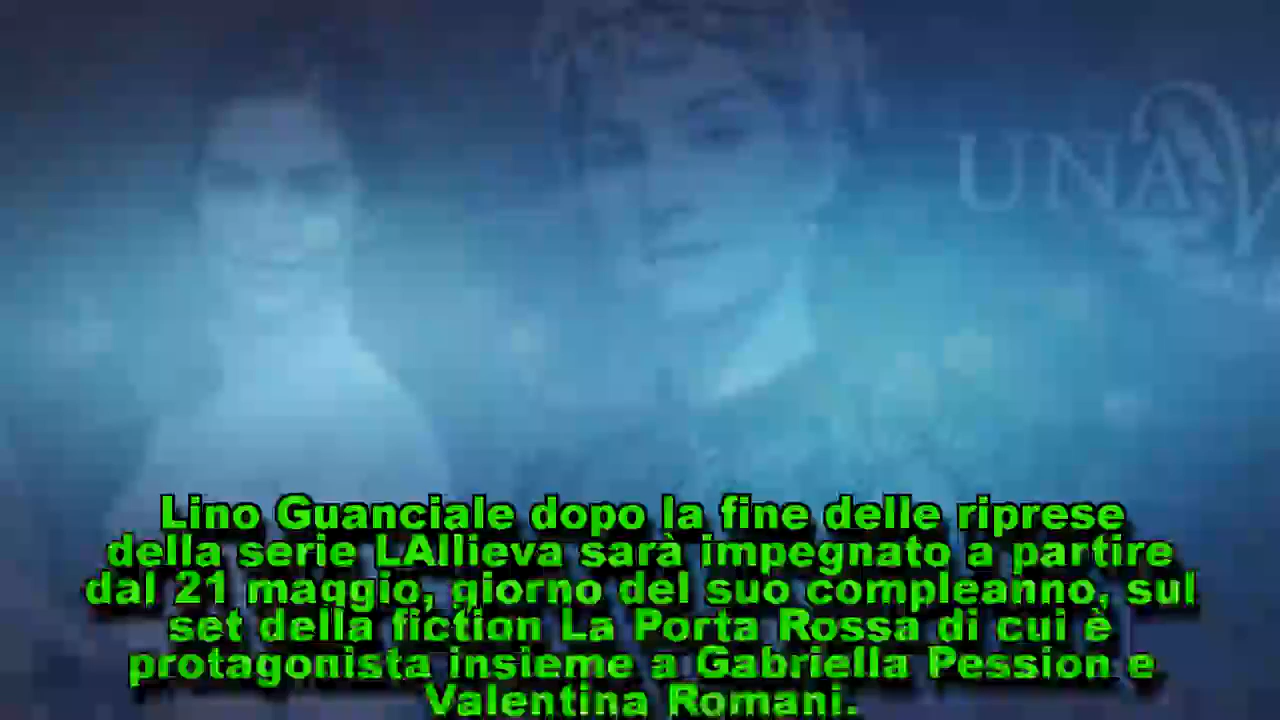 UNA V
Lino Guanciale dopo la fine delle riprese
della serie LAllieva sarà impegnato a partire
dal 21 maggio, giorno del suo compleanno, sul
set della fiction La Porta Rossa di cui è
protagonista insieme a Gabriella Pession e
Valentina Romani.